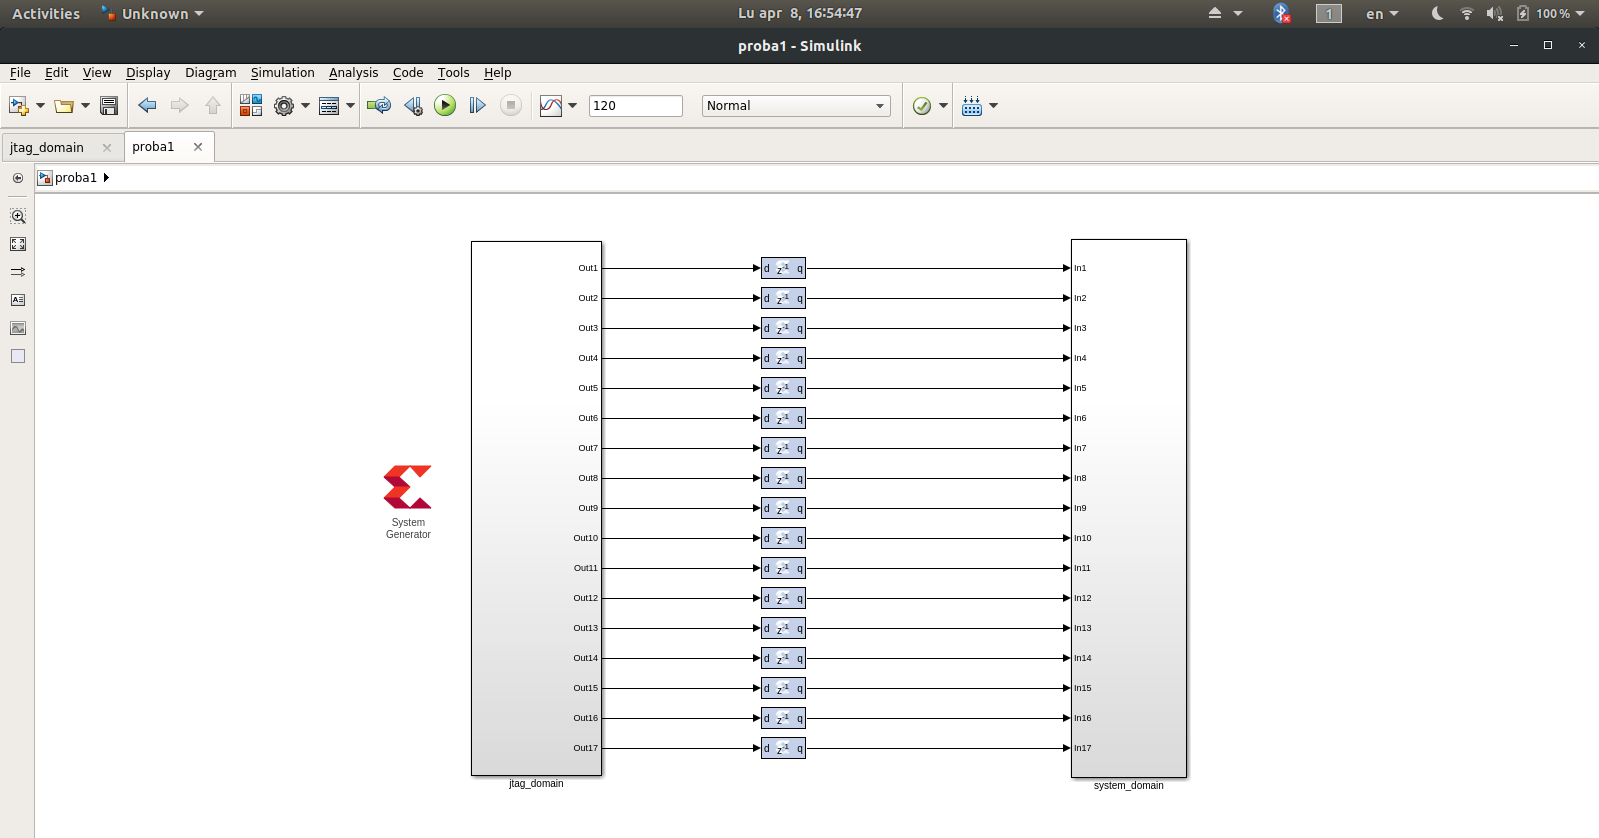 Activities Unknown Lu apr 8, 16:54:47 1 en 100 %
proba1 - Simulink
File Edit View Display Diagram Simulation Analysis Code Tools Help
120 Normal
jtag_domain proba1
proba1
Out1 d z-1 q In1
Out2 d z-1 q In2
Out3 d z-1 q In3
Out4 d z-1 q In4
Out5 d z-1 q In5
Out6 d z-1 q In6
Out7 d z-1 q In7
Out8 d z-1 q In8
Out9 d z-1 q In9
System
Generator
Out10 d z-1 q In10
Out11 d z-1 q In11
Out12 d z-1 q In12
Out13 d z-1 q In13
Out14 d z-1 q In14
Out15 d z-1 q In15
Out16 d z-1 q In16
Out17 d z-1 q In17
jtag_domain system_domain